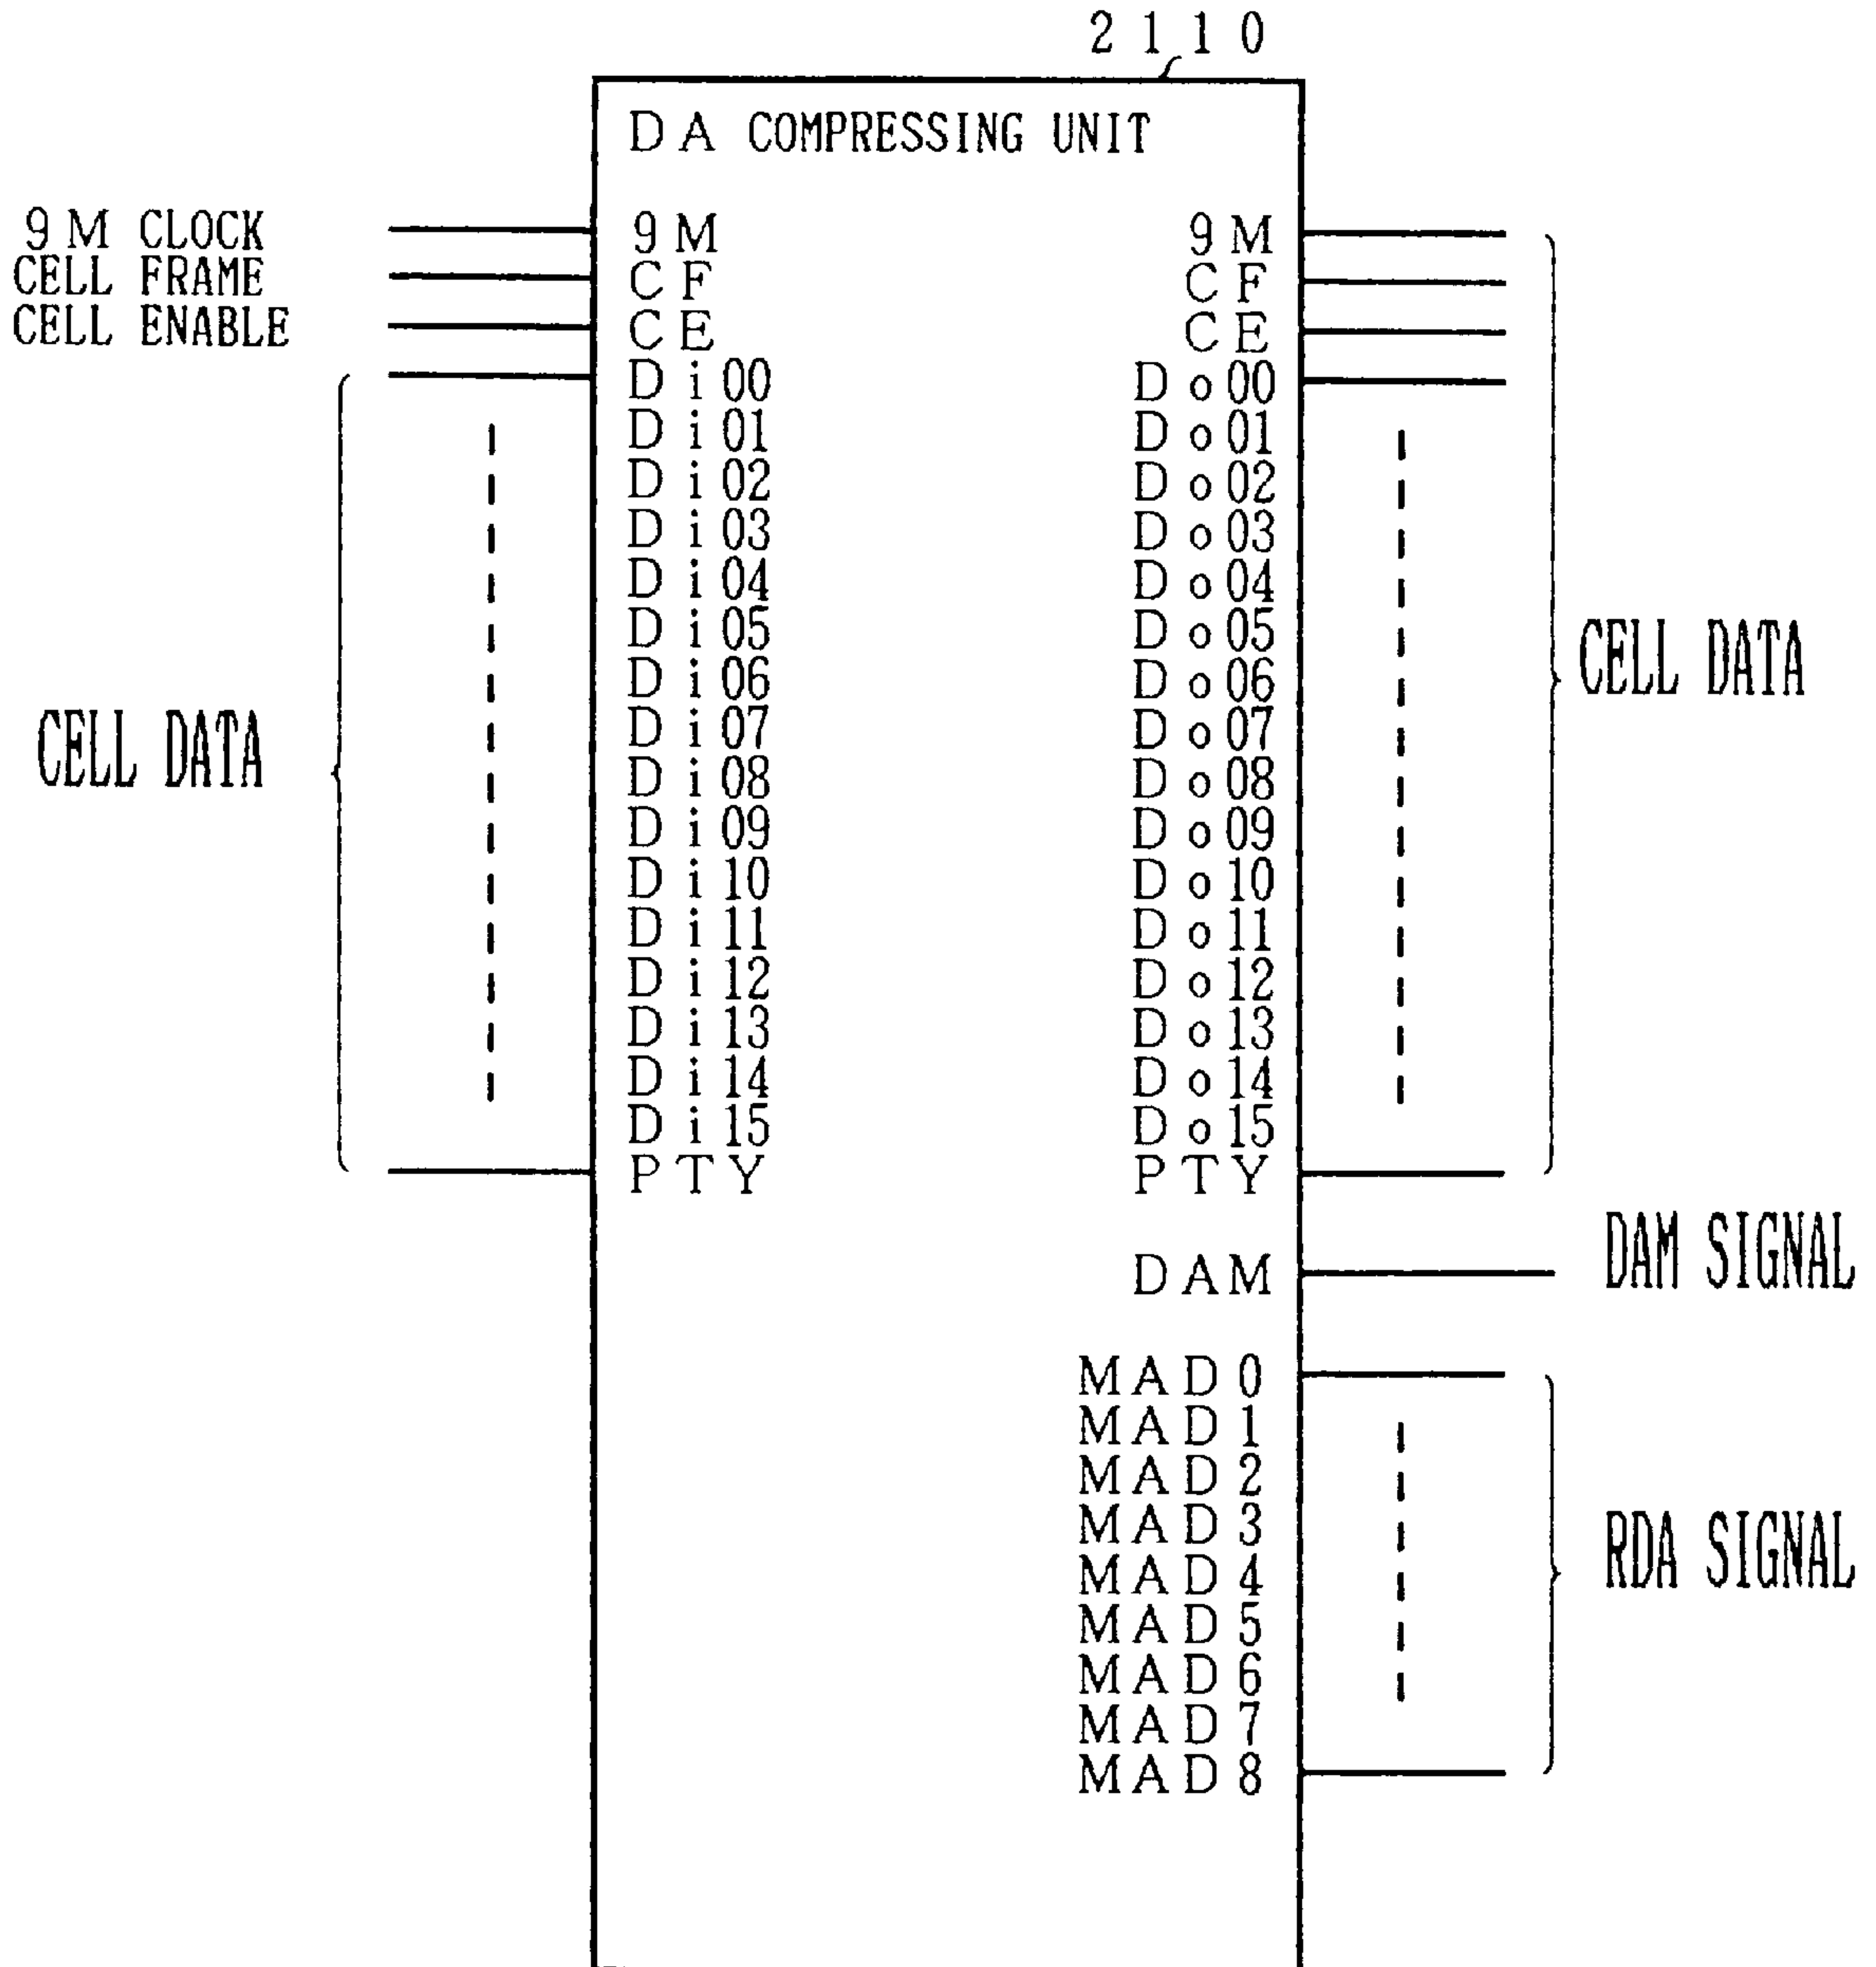 2110
DA COMPRESSING UNIT
9M CLOCK
CELL FRAME
CELL ENABLE
CELL DATA
9M
CF
CE
Di00
Di01
Di02
Di03
Di04
Di05
Di06
Di07
Di08
Di09
Di10
Di11
Di12
Di13
Di14
Di15
PTY
9M
CF
CE
Do00
Do01
Do02
Do03
Do04
Do05
Do06
Do07
Do08
Do09
Do10
Do11
Do12
Do13
Do14
Do15
PTY
DAM
MAD0
MAD1
MAD2
MAD3
MAD4
MAD5
MAD6
MAD7
MAD8
CELL DATA
DAM SIGNAL
RDA SIGNAL